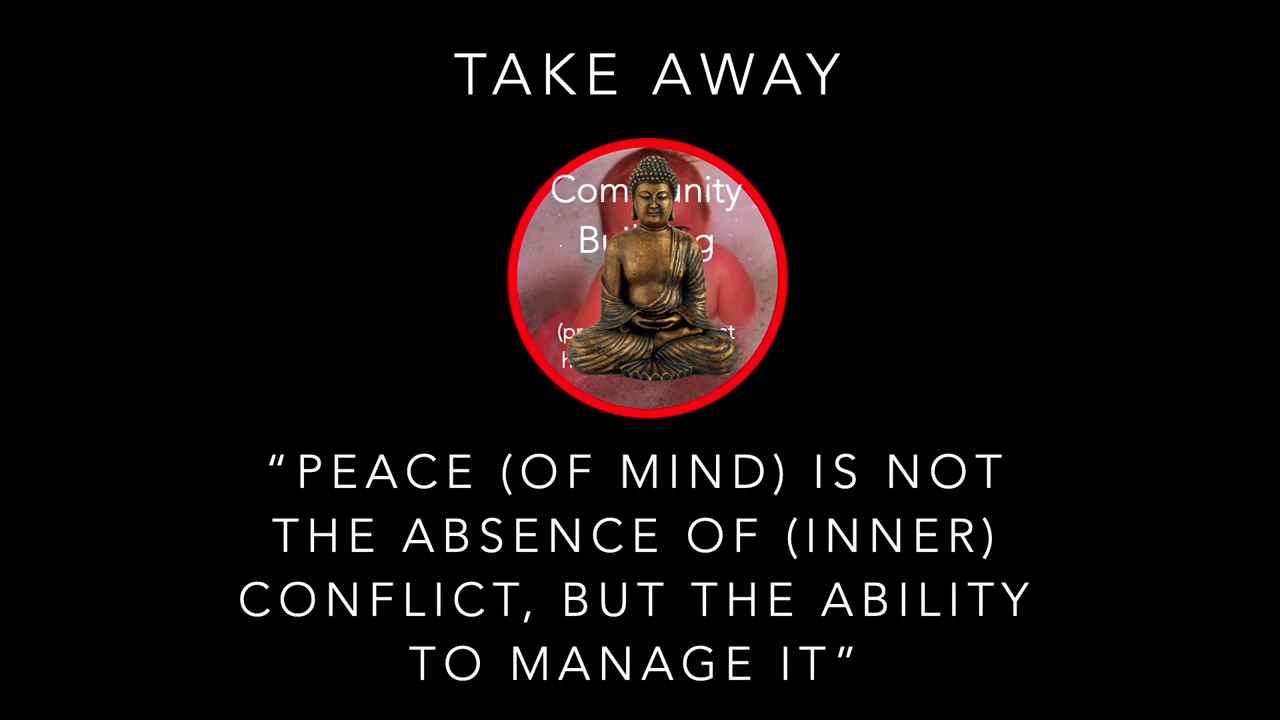 TAKE AWAY
“PEACE (OF MIND) IS NOT
THE ABSENCE OF (INNER)
CONFLICT, BUT THE ABILITY
TO MANAGE IT”